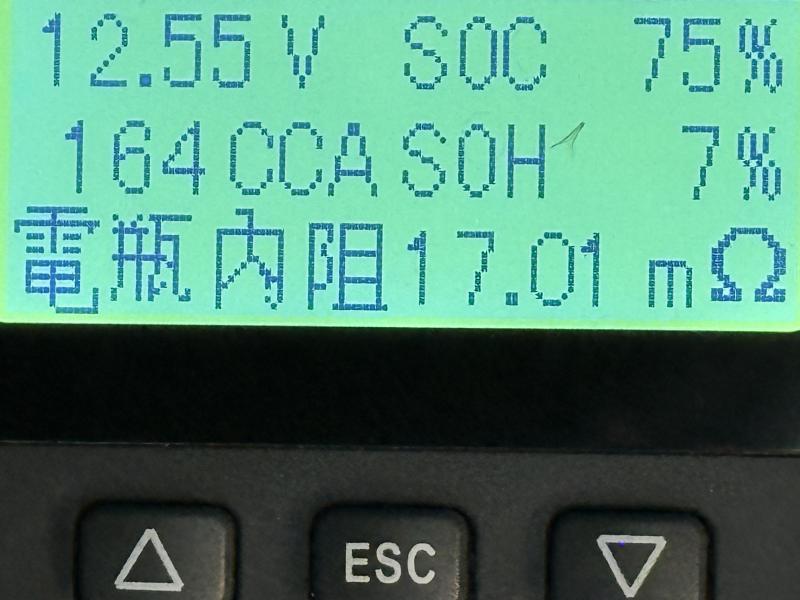 12.55 V SOC 75%
164 CCA SOH 7%
電瓶內阻 17.01 mΩ
△ ESC ▽